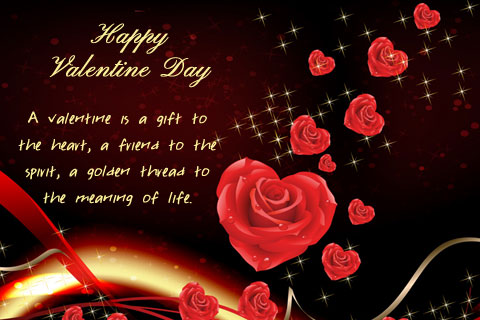 Happy
Valentine Day
A valentine is a gift to
the heart, a friend to the
spirit, a golden thread to
the meaning of life.